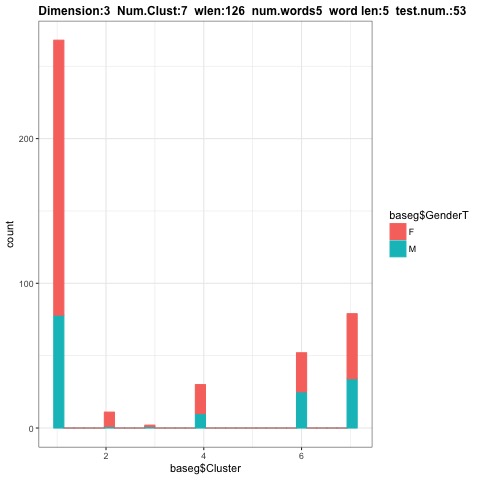 Dimension:3 Num.Clust:7 wlen:126 num.words5 word len:5 test.num.:53
count
200
100
0
2
4
6
baseg$Cluster
baseg$GenderT
F
M